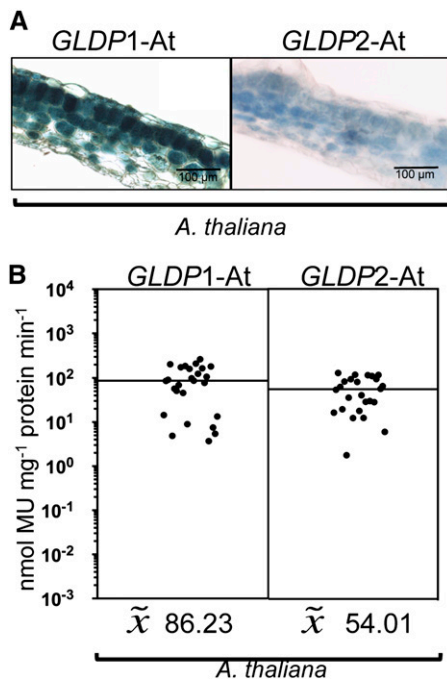 A
GLDP1-At GLDP2-At
100 µm 100 µm
A. thaliana
B
GLDP1-At GLDP2-At
nmol MU mg⁻¹ protein min⁻¹
10⁴
10³
10²
10¹
10⁰
10⁻¹
10⁻²
10⁻³
x̃ 86.23 x̃ 54.01
A. thaliana